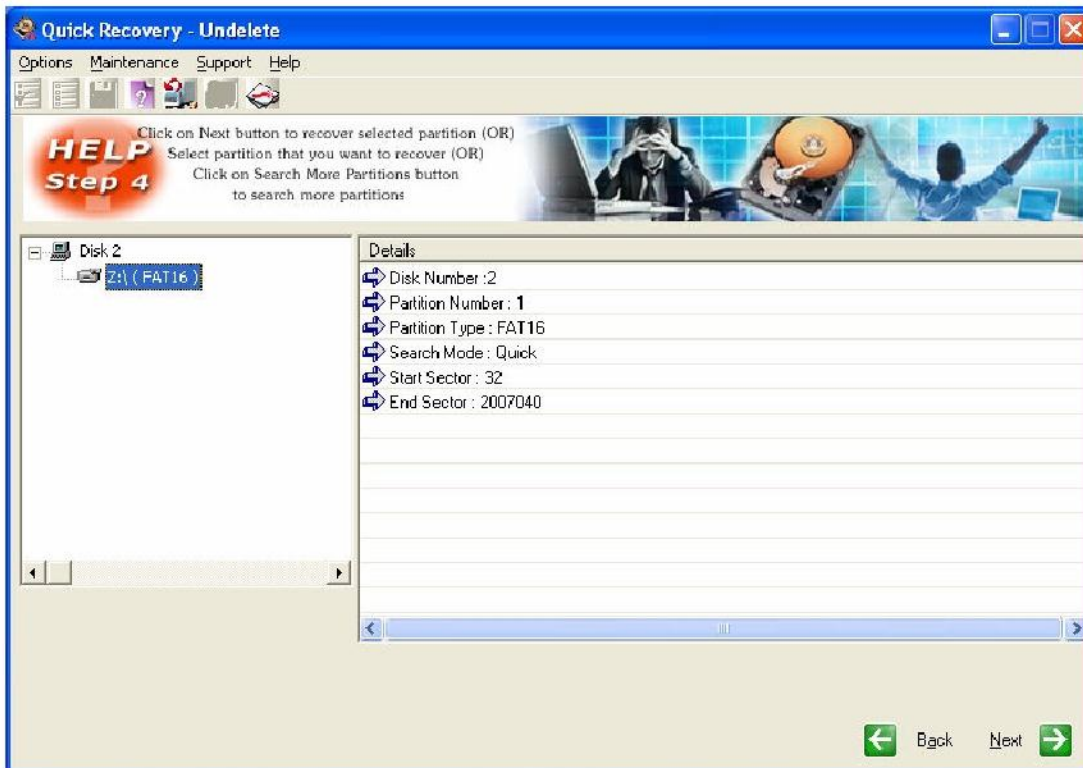 Quick Recovery - Undelete
Options Maintenance Support Help
HELP
Step 4
Click on Next button to recover selected partition (OR)
Select partition that you want to recover (OR)
Click on Search More Partitions button
to search more partitions
Disk 2
Z:\ ( FAT16 )
Details
Disk Number :2
Partition Number : 1
Partition Type : FAT16
Search Mode : Quick
Start Sector : 32
End Sector : 2007040
Back Next